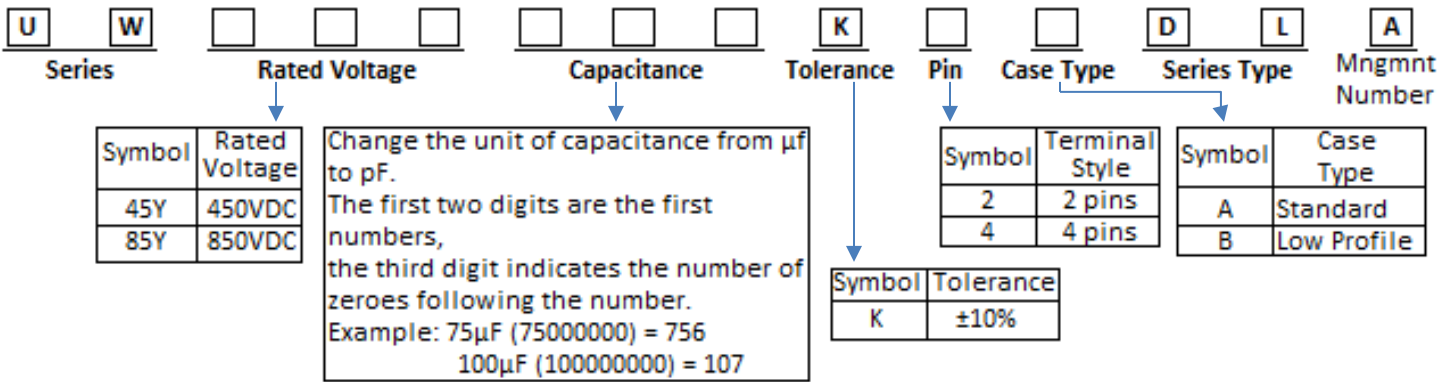 U W K D L A
Series Rated Voltage Capacitance Tolerance Pin Case Type Series Type Mngmnt
Number
Symbol Rated
Voltage
45Y 450VDC
85Y 850VDC
Change the unit of capacitance from µf
to pF.
The first two digits are the first
numbers,
the third digit indicates the number of
zeroes following the number.
Example: 75µF (75000000) = 756
100µF (100000000) = 107
Symbol Tolerance
K ±10%
Symbol Terminal
Style
2 2 pins
4 4 pins
Symbol Case
Type
A Standard
B Low Profile